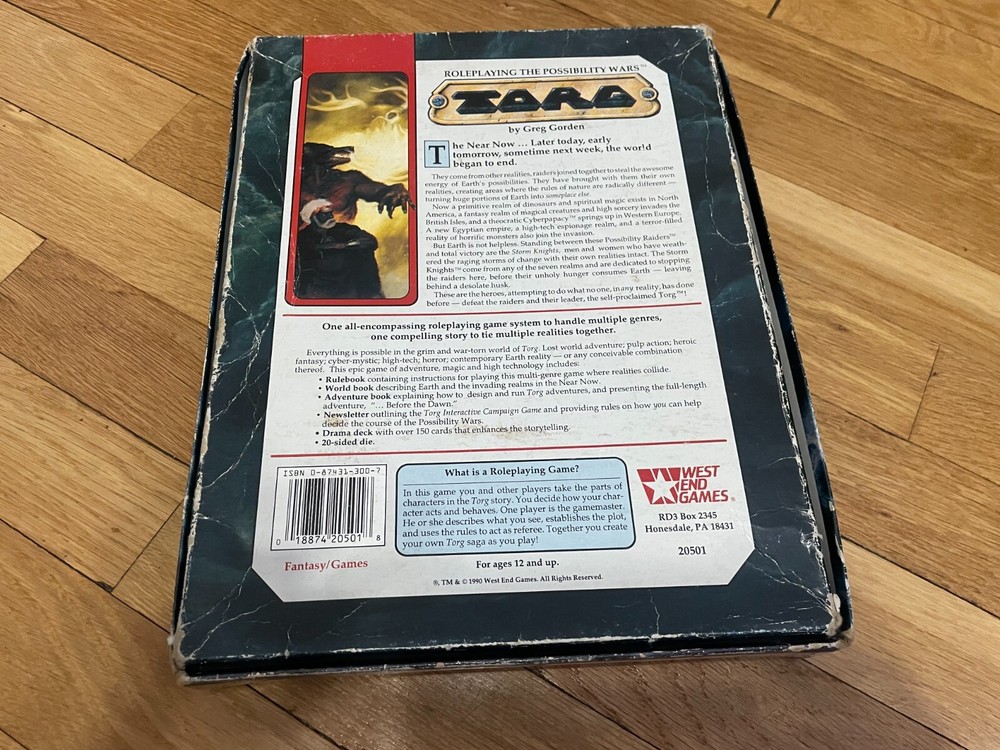 ROLEPLAYING THE POSSIBILITY WARS™
TORG
by Greg Gorden
The Near Now ... Later today, early
tomorrow, sometime next week, the world
began to end.
They come from other realities, raiders joined together to steal the awesome
energy of Earth's possibilities. They have brought with them their own
realities, creating areas where the rules of nature are radically different —
turning huge portions of Earth into someplace else.
Now a primitive realm of dinosaurs and spiritual magic exists in North
America, a fantasy realm of magical creatures and high sorcery invades the
British Isles, and a theocratic Cyberpapacy™ springs up in Western Europe.
A new Egyptian empire, a high-tech espionage realm, and a terror-filled
reality of horrific monsters also join the invasion.
But Earth is not helpless. Standing between these Possibility Raiders™
and total victory are the Storm Knights, men and women who have weath-
ered the raging storms of change with their own realities intact. The Storm
Knights™ come from any of the seven realms and are dedicated to stopping
the raiders here, before their unholy hunger consumes Earth — leaving
behind a desolate husk.
These are the heroes, attempting to do what no one, in any reality, has done
before — defeat the raiders and their leader, the self-proclaimed Torg™!
One all-encompassing roleplaying game system to handle multiple genres,
one compelling story to tie multiple realities together.
Everything is possible in the grim and war-torn world of Torg. Lost world adventure; pulp action; heroic
fantasy; cyber-mystic; high-tech; horror; contemporary Earth reality — or any conceivable combination
thereof. This epic game of adventure, magic and high technology includes:
• Rulebook containing instructions for playing this multi-genre game where realities collide.
• World book describing Earth and the invading realms in the Near Now.
• Adventure book explaining how to design and run Torg adventures, and presenting the full-length
adventure, "... Before the Dawn."
• Newsletter outlining the Torg Interactive Campaign Game and providing rules on how you can help
decide the course of the Possibility Wars.
• Drama deck with over 150 cards that enhances the storytelling.
• 20-sided die.
ISBN 0-87431-300-7
0 18874 20501 8
Fantasy/Games
What is a Roleplaying Game?
In this game you and other players take the parts of
characters in the Torg story. You decide how your char-
acter acts and behaves. One player is the gamemaster.
He or she describes what you see, establishes the plot,
and uses the rules to act as referee. Together you create
your own Torg saga as you play!
For ages 12 and up.
®, TM & © 1990 West End Games. All Rights Reserved.
WEST
END
GAMES®
RD3 Box 2345
Honesdale, PA 18431
20501